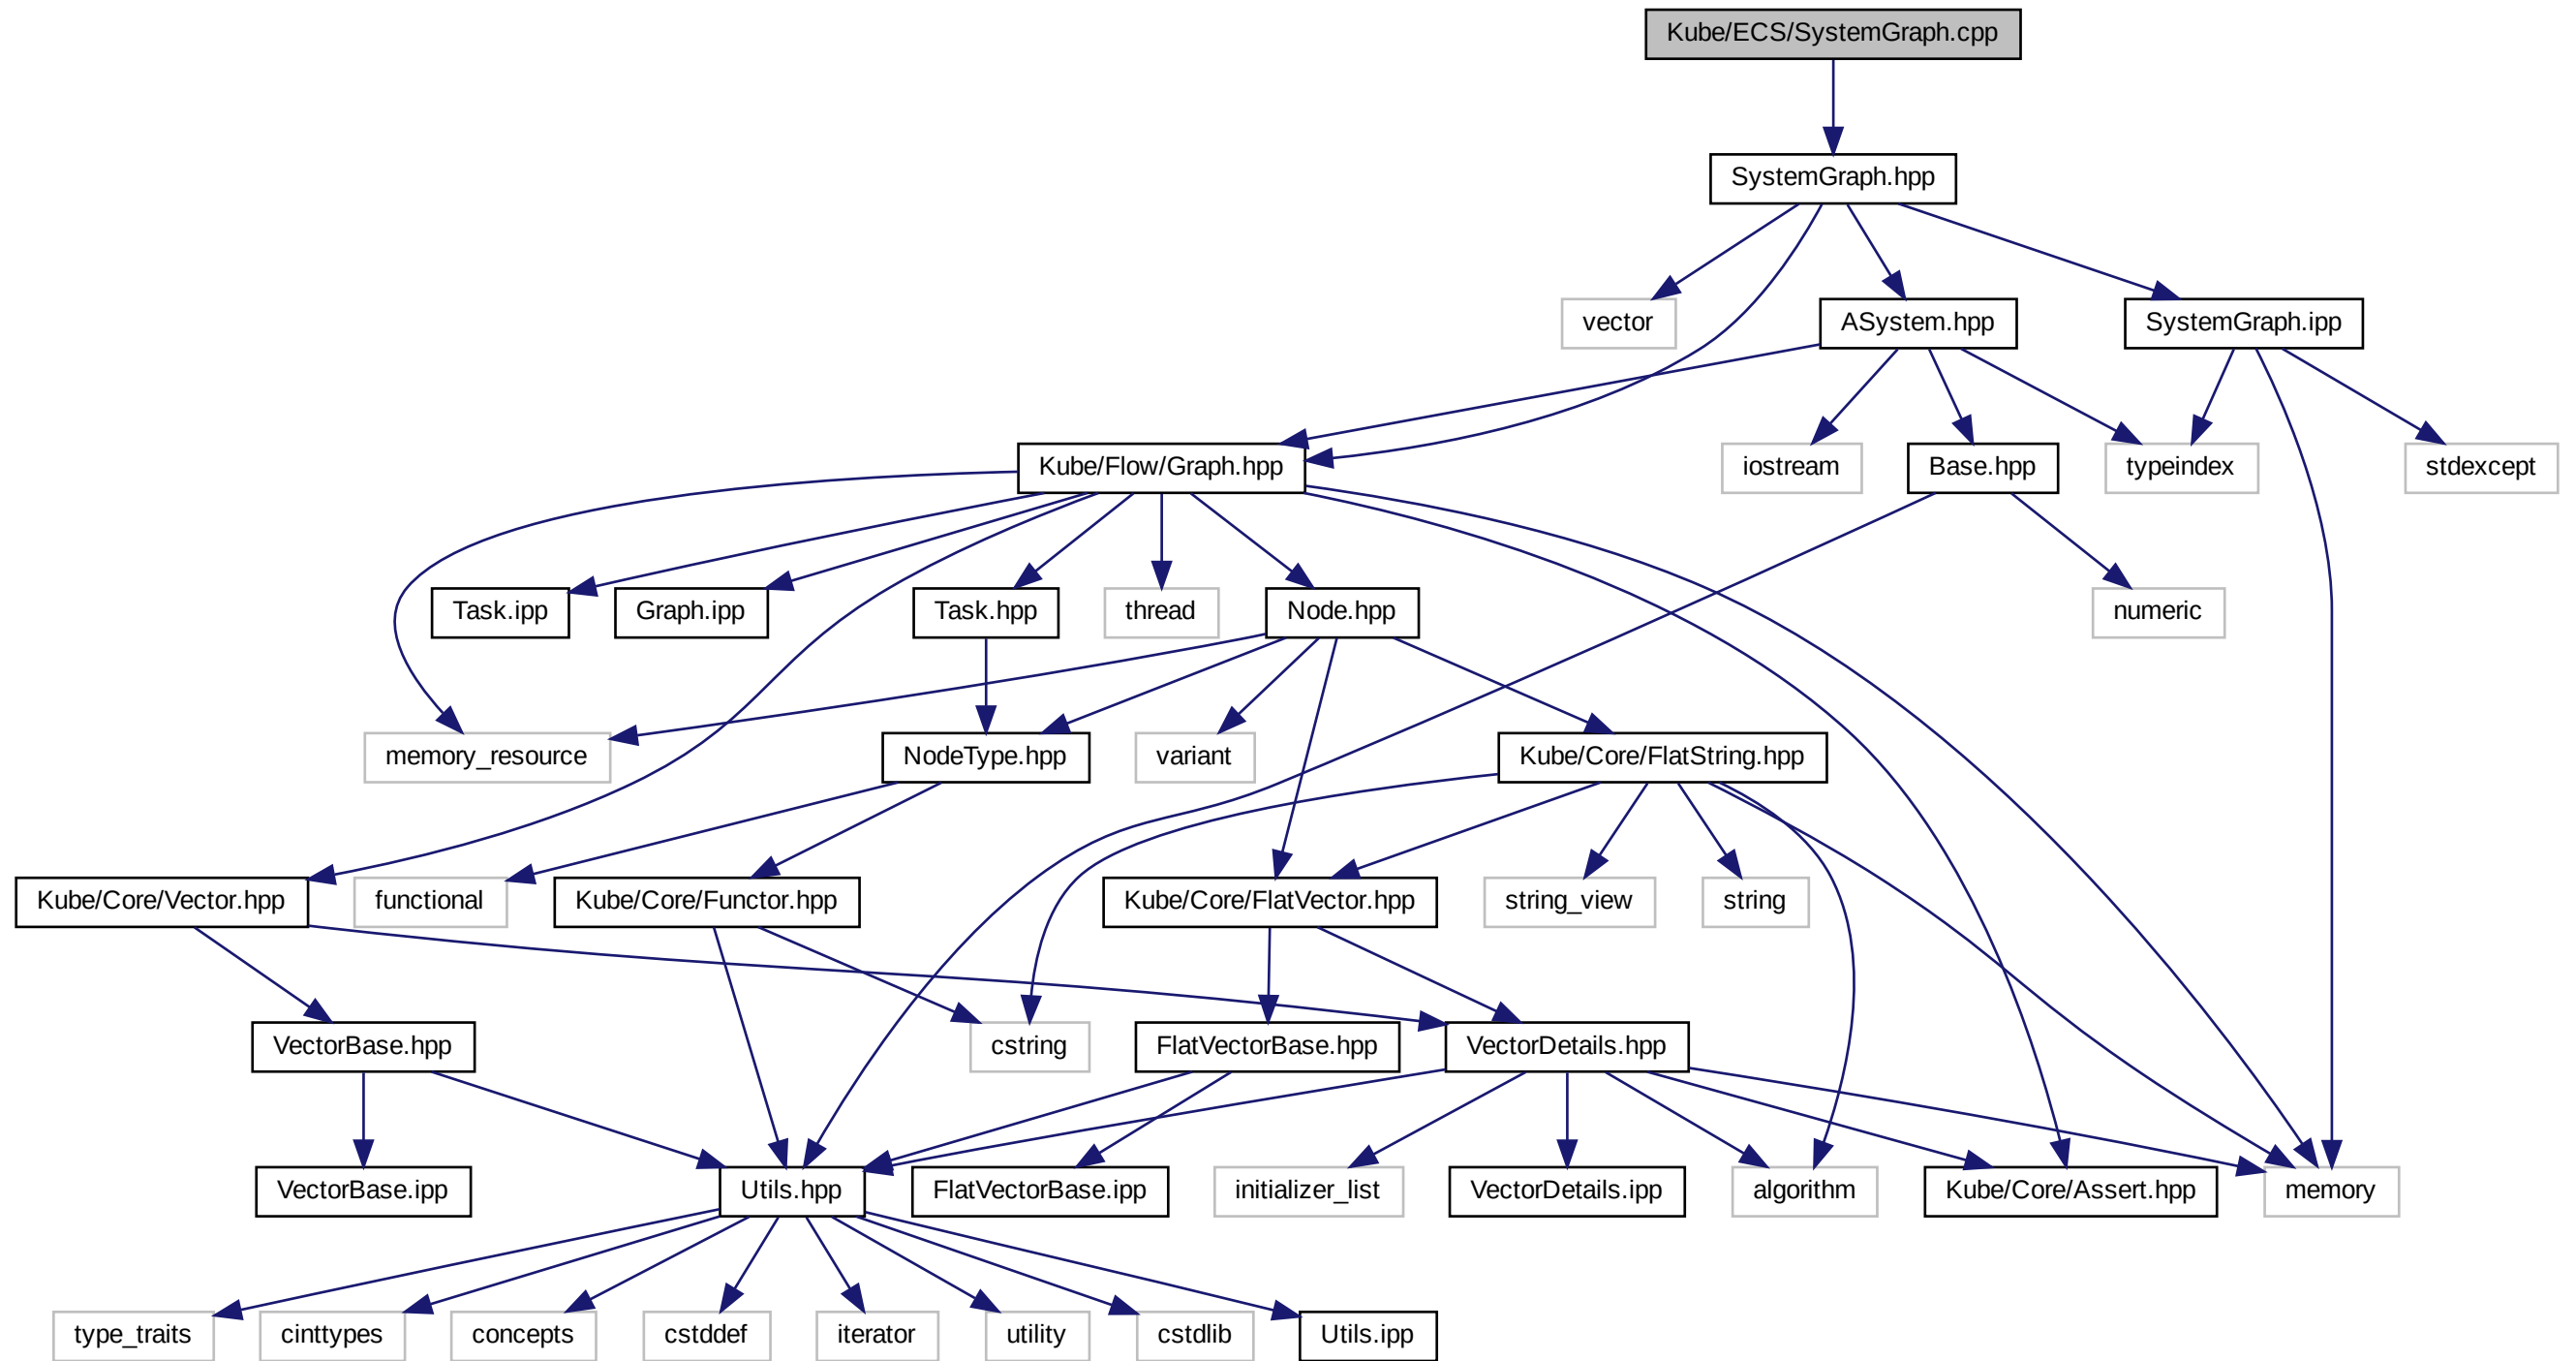 Kube/ECS/SystemGraph.cpp
SystemGraph.hpp
vector
ASystem.hpp
SystemGraph.ipp
Kube/Flow/Graph.hpp
iostream
Base.hpp
typeindex
stdexcept
Task.ipp
Graph.ipp
Task.hpp
thread
Node.hpp
numeric
memory_resource
NodeType.hpp
variant
Kube/Core/FlatString.hpp
Kube/Core/Vector.hpp
functional
Kube/Core/Functor.hpp
Kube/Core/FlatVector.hpp
string_view
string
VectorBase.hpp
cstring
FlatVectorBase.hpp
VectorDetails.hpp
VectorBase.ipp
Utils.hpp
FlatVectorBase.ipp
initializer_list
VectorDetails.ipp
algorithm
Kube/Core/Assert.hpp
memory
type_traits
cinttypes
concepts
cstddef
iterator
utility
cstdlib
Utils.ipp